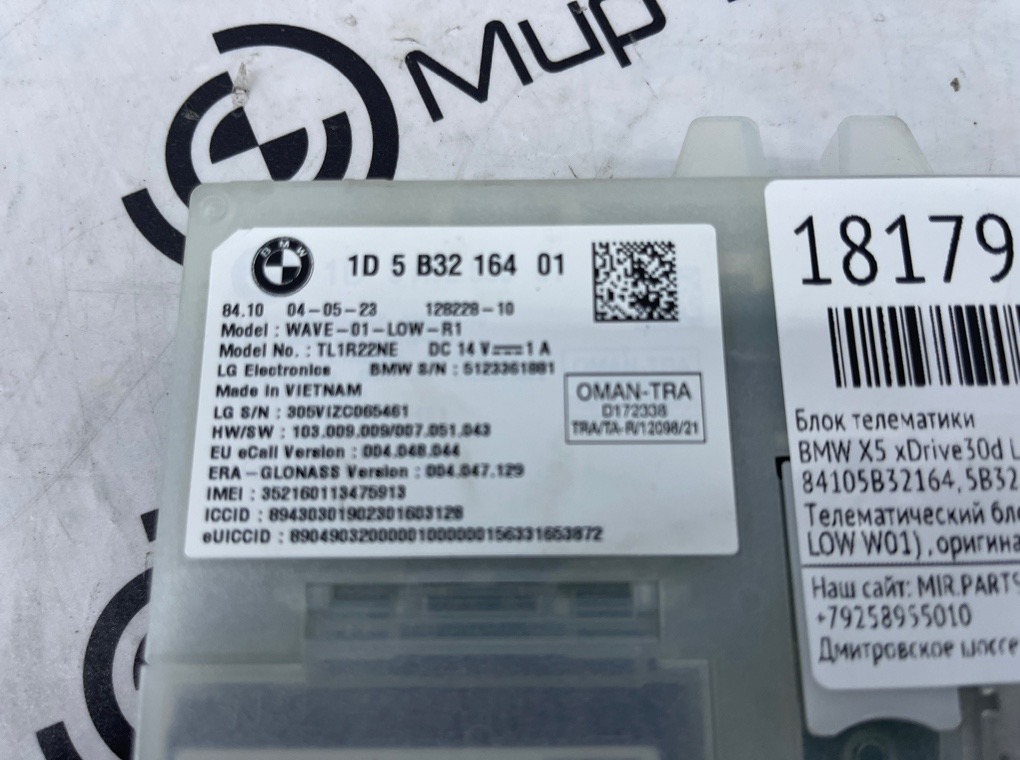 Мир
BMW
1D 5 B32 164 01
84.10 04-05-23 128228-10
Model : WAVE-01-LOW-R1
Model No. : TL1R22NE DC 14 V 1 A
LG Electronics BMW S/N : 5123361881
Made in VIETNAM
LG S/N : 305VIZC065461
HW/SW : 103.009.009/007.051.043
EU eCall Version : 004.048.044
ERA-GLONASS Version : 004.047.129
IMEI : 352160113475913
ICCID : 89430301902301603128
eUICCID : 89049032000001000000156331653872
OMAN-TRA
D172338
TRA/TA-R/12098/21
18179
Блок телематики
BMW X5 xDrive30d L
84105B32164, 5B32
Телематический бло
LOW W01) , оригина
Наш сайт: MIR.PARTS
+79258955010
Дмитровское шоссе